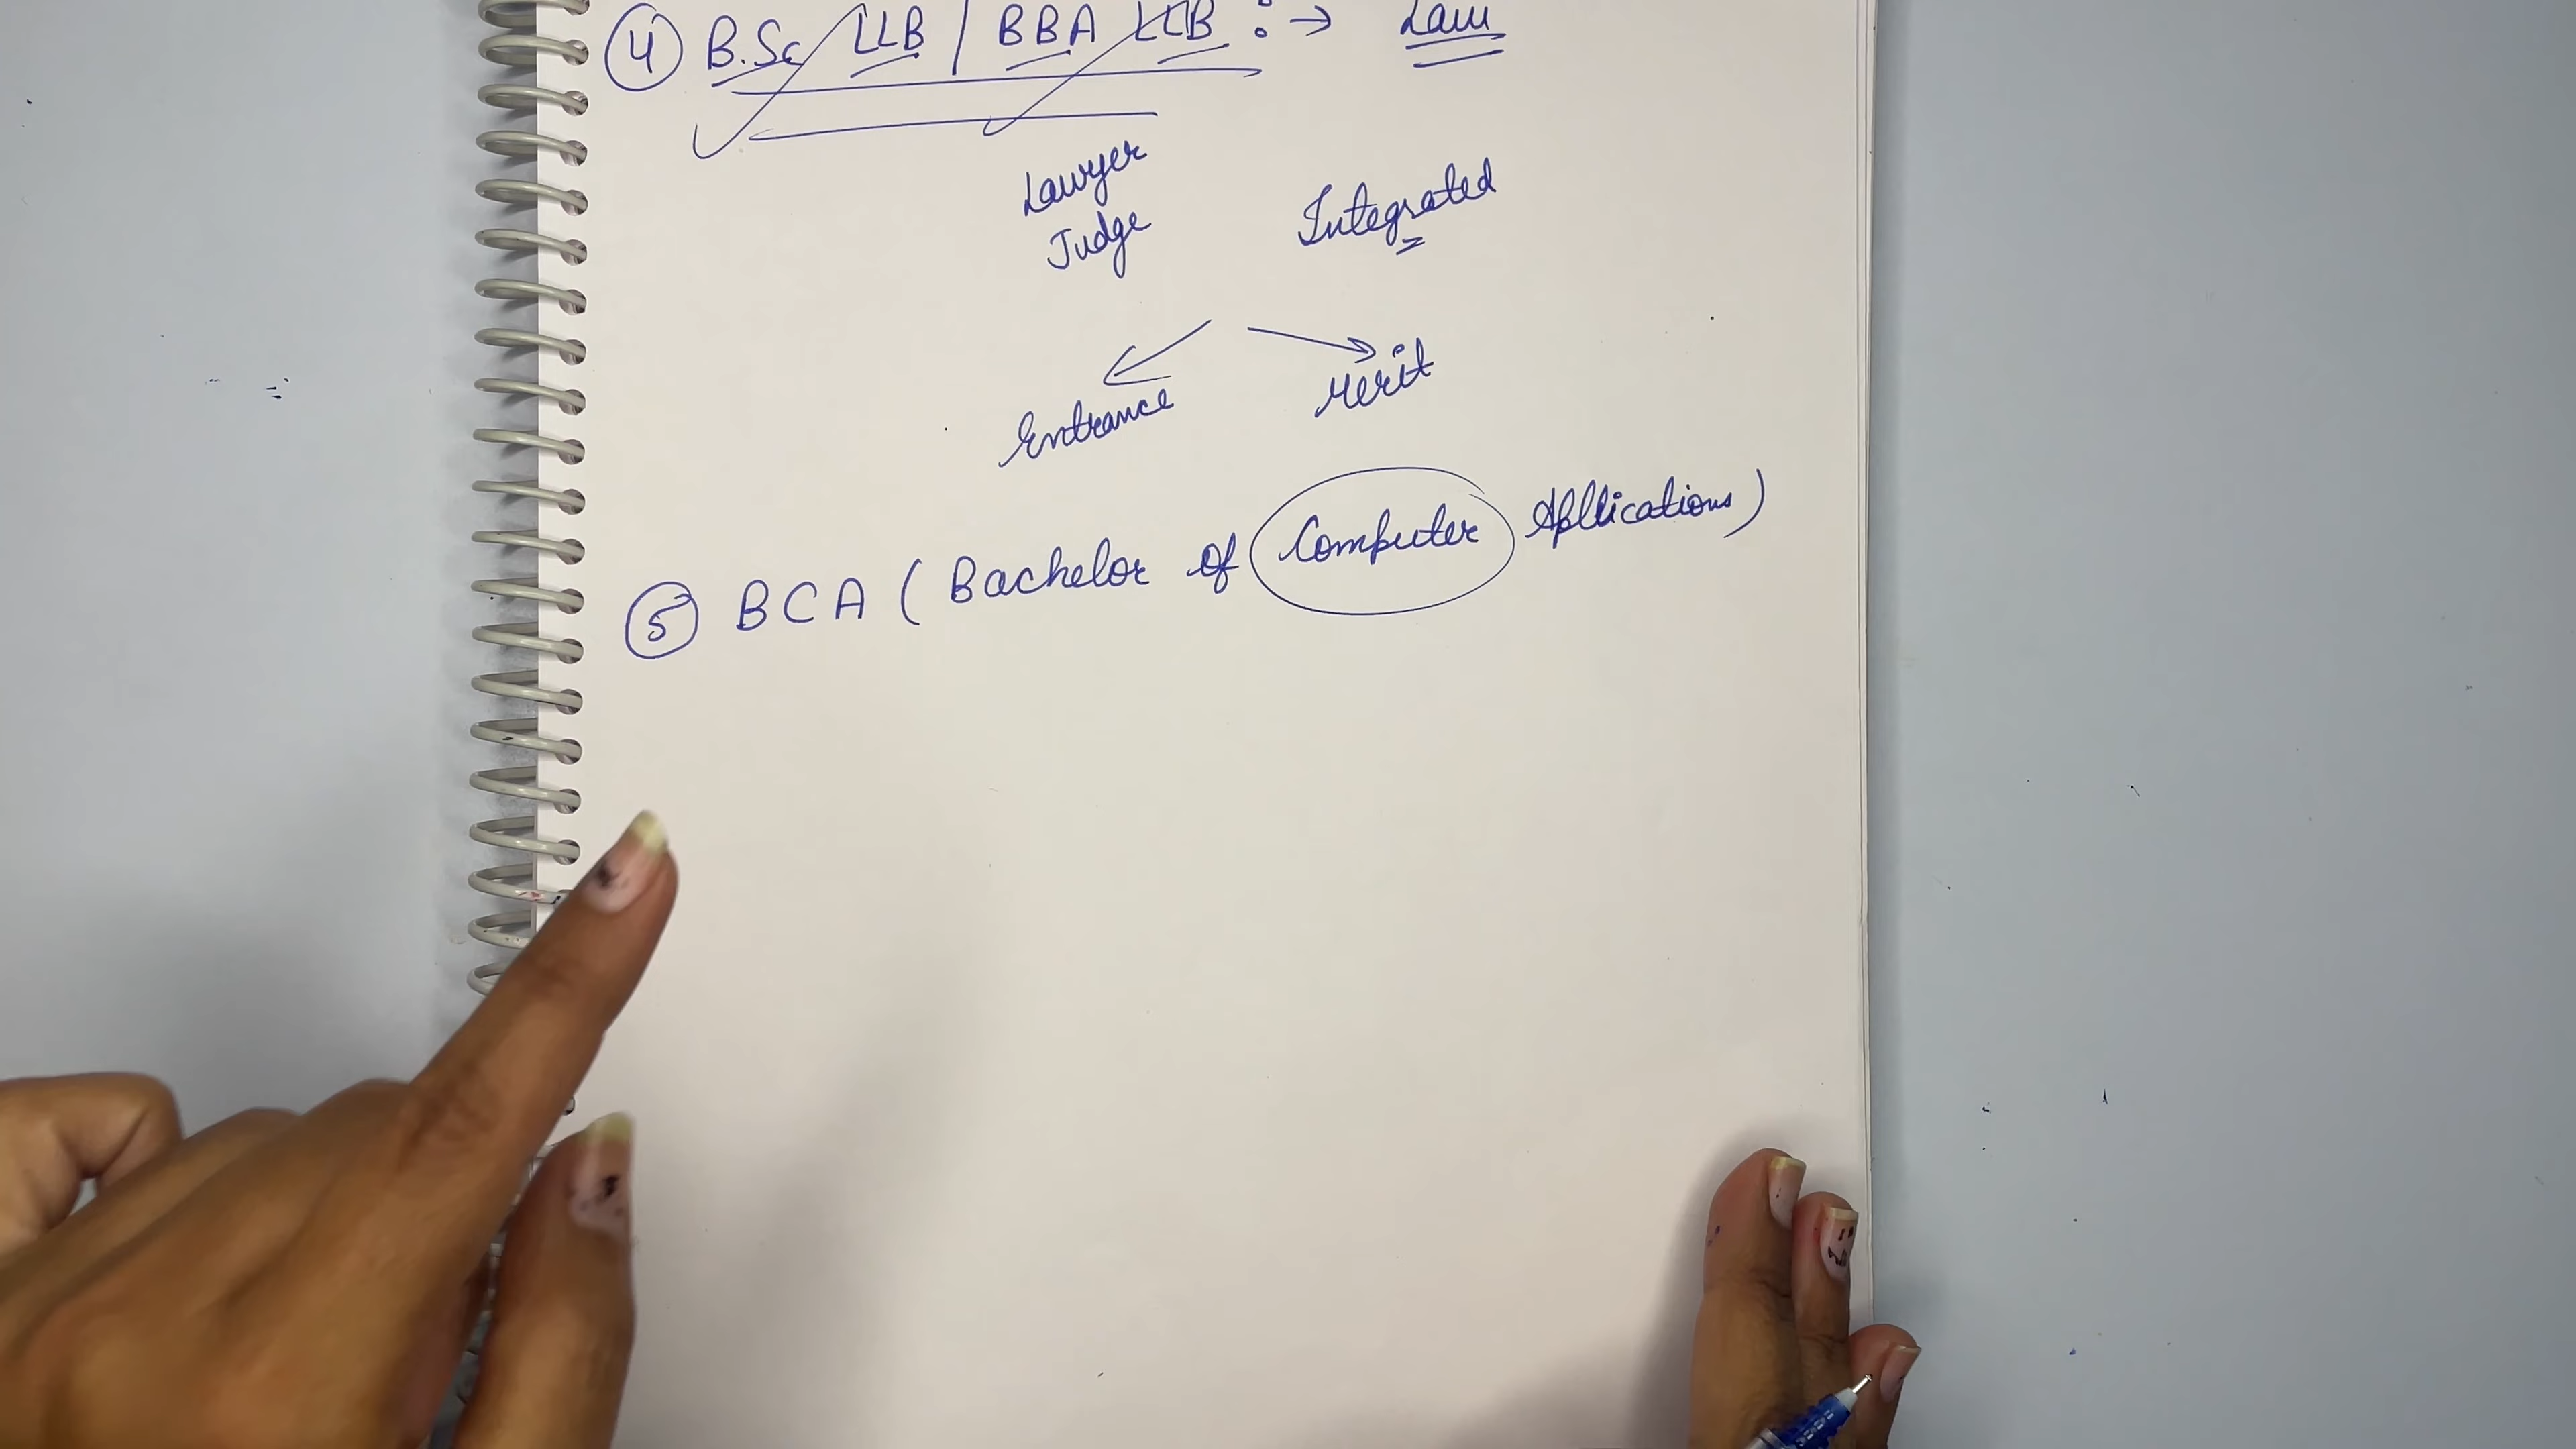 ④ B.Sc LLB | BBA LLB :→ Law
Lawyer
Judge
Integrated
Entrance
Merit
⑤ BCA ( Bachelor of Computer Applications )